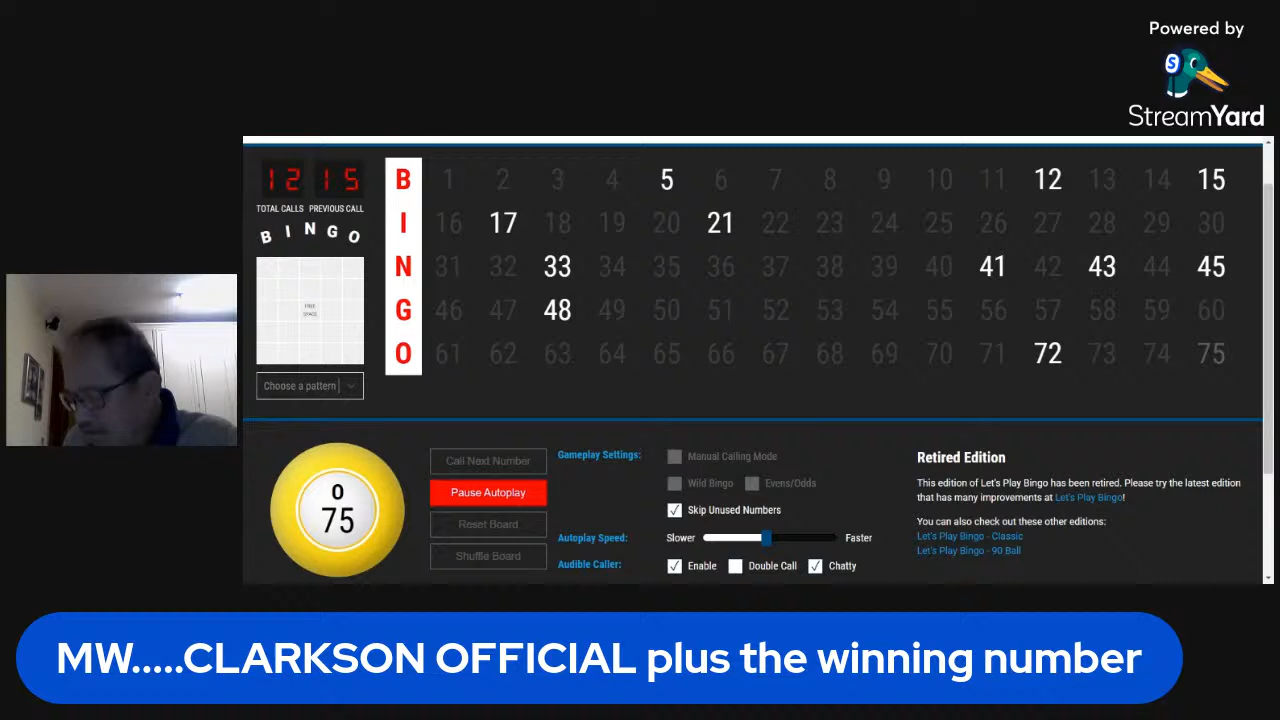 Powered by
StreamYard
12 15
TOTAL CALLS PREVIOUS CALL
BINGO
FREE
SPACE
Choose a pattern
B 1 2 3 4 5 6 7 8 9 10 11 12 13 14 15
I 16 17 18 19 20 21 22 23 24 25 26 27 28 29 30
N 31 32 33 34 35 36 37 38 39 40 41 42 43 44 45
G 46 47 48 49 50 51 52 53 54 55 56 57 58 59 60
O 61 62 63 64 65 66 67 68 69 70 71 72 73 74 75
O
75
Call Next Number
Pause Autoplay
Reset Board
Shuffle Board
Gameplay Settings:
Manual Calling Mode
Wild Bingo Evens/Odds
Skip Unused Numbers
Autoplay Speed: Slower Faster
Audible Caller: Enable Double Call Chatty
Retired Edition
This edition of Let's Play Bingo has been retired. Please try the latest edition
that has many improvements at Let's Play Bingo!
You can also check out these other editions:
Let's Play Bingo - Classic
Let's Play Bingo - 90 Ball
MW.....CLARKSON OFFICIAL plus the winning number